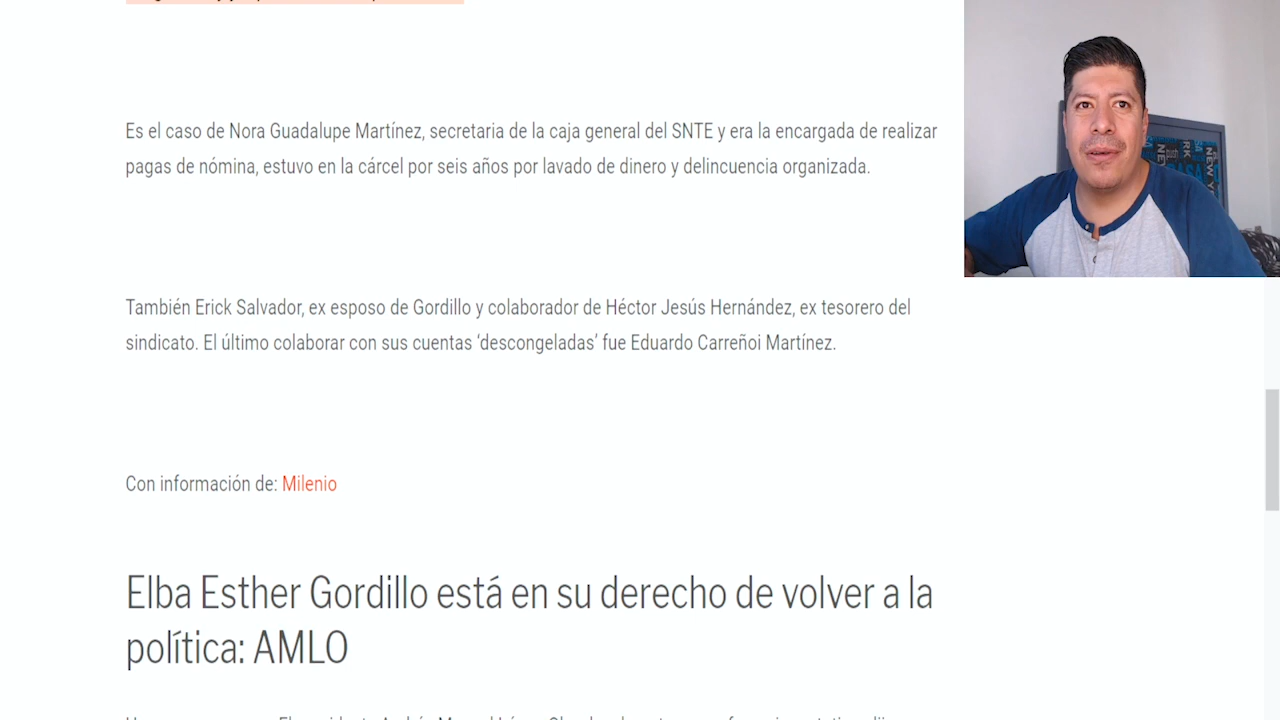 Es el caso de Nora Guadalupe Martínez, secretaria de la caja general del SNTE y era la encargada de realizar
pagas de nómina, estuvo en la cárcel por seis años por lavado de dinero y delincuencia organizada.
También Erick Salvador, ex esposo de Gordillo y colaborador de Héctor Jesús Hernández, ex tesorero del
sindicato. El último colaborar con sus cuentas ‘descongeladas’ fue Eduardo Carreñoi Martínez.
Con información de: Milenio
Elba Esther Gordillo está en su derecho de volver a la
política: AMLO